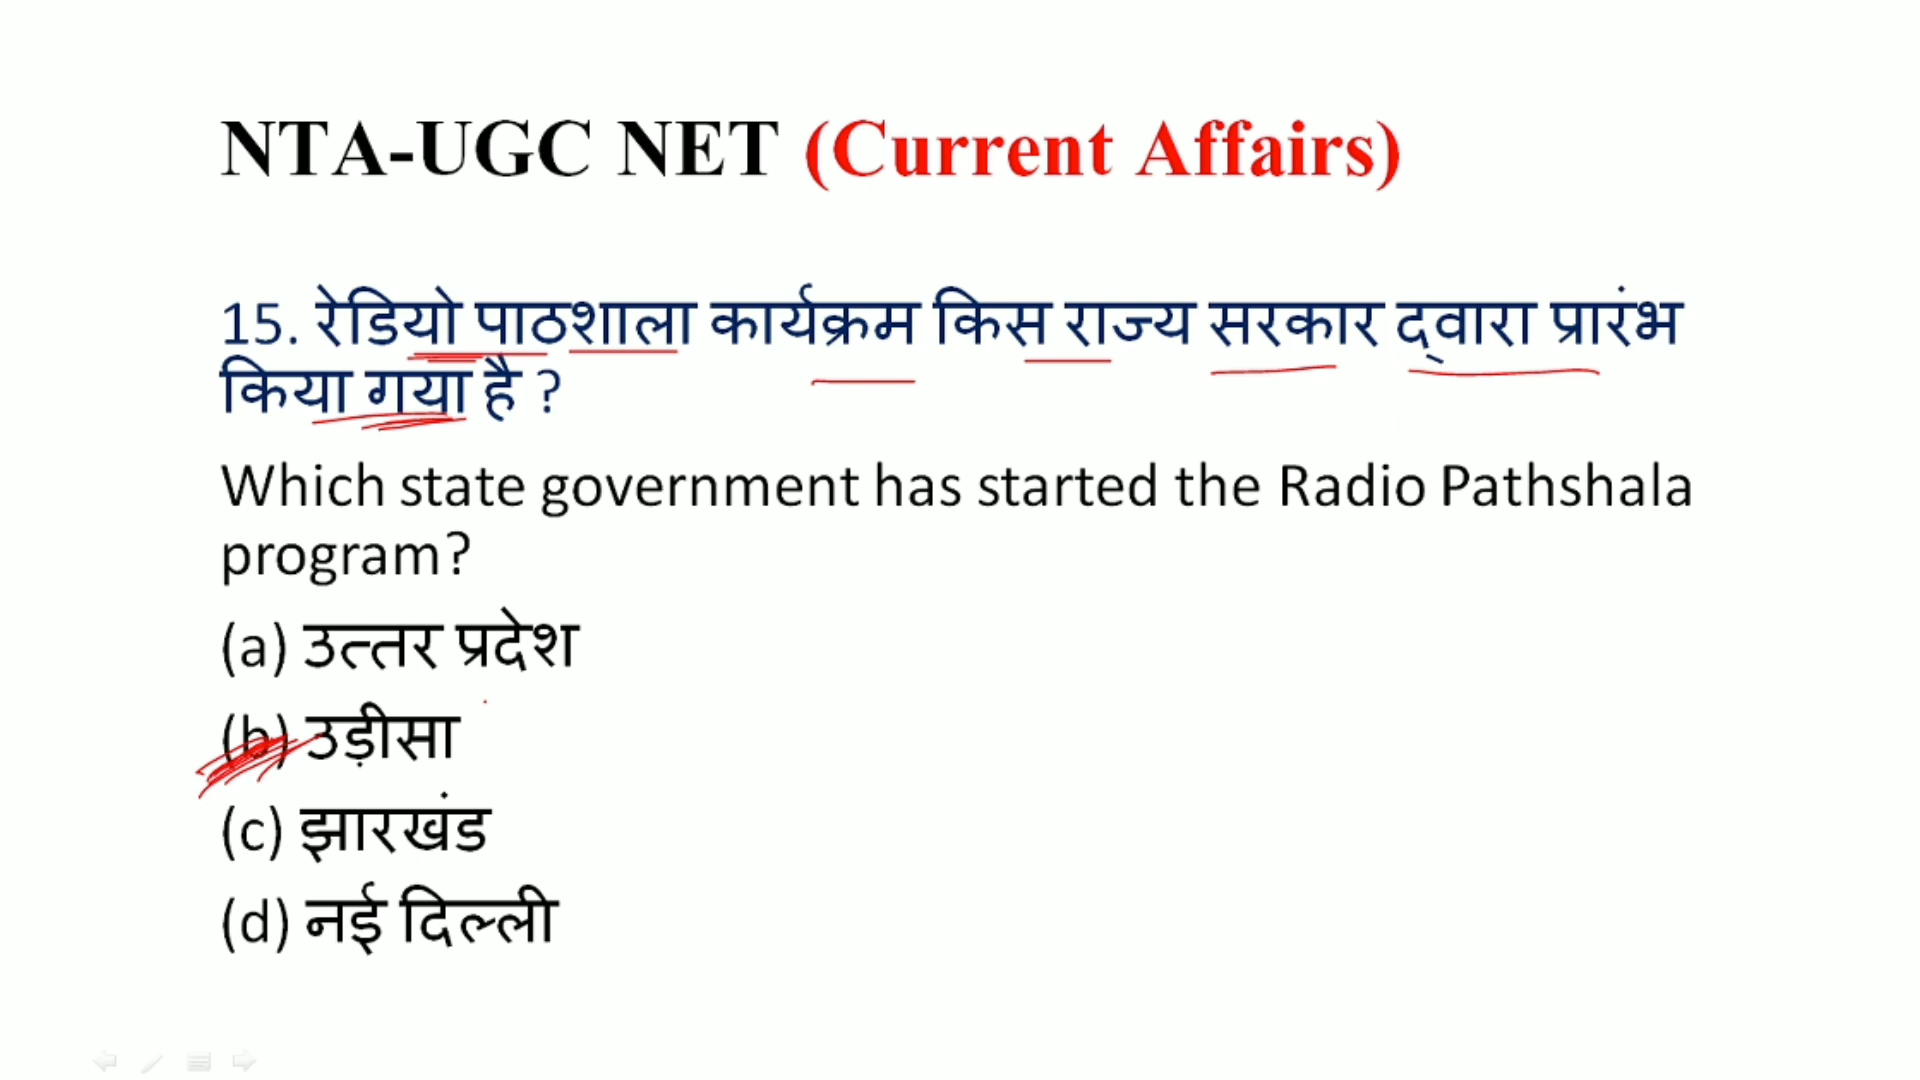 NTA-UGC NET (Current Affairs)
15. रेडियो पाठशाला कार्यक्रम किस राज्य सरकार द्वारा प्रारंभ
किया गया है ?
Which state government has started the Radio Pathshala
program?
(a) उत्तर प्रदेश
(b) उड़ीसा
(c) झारखंड
(d) नई दिल्ली